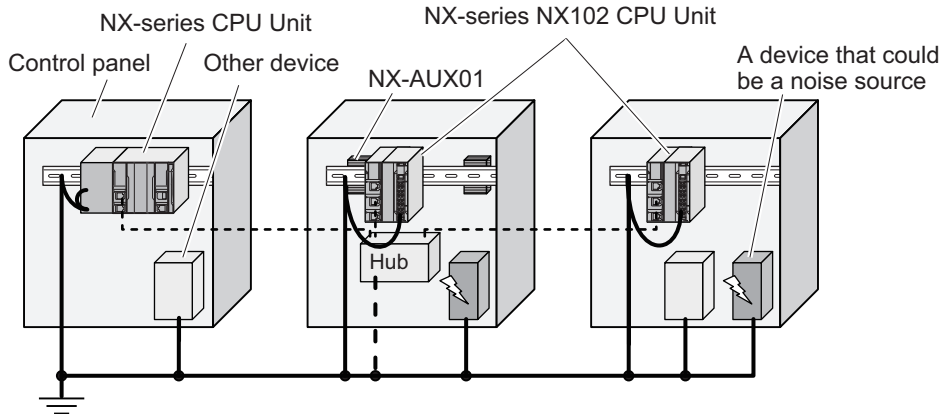 NX-series CPU Unit
NX-series NX102 CPU Unit
Control panel
Other device
NX-AUX01
A device that could
be a noise source
Hub